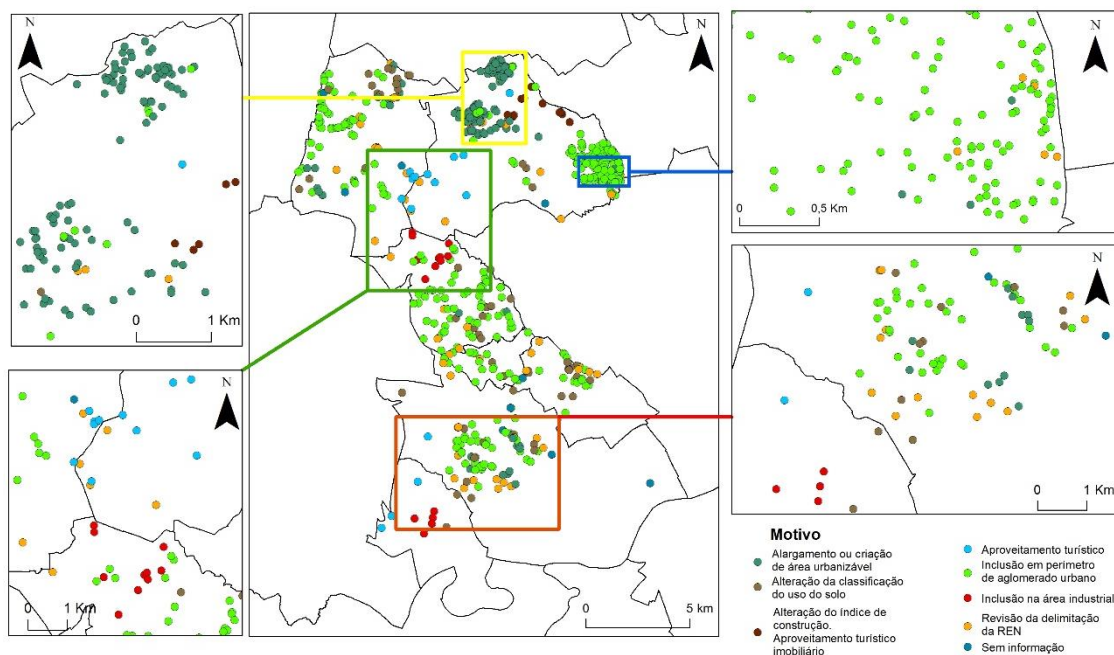 N
0
1 Km
N
0 1 Km
N
0
5 km
N
0
0,5 Km
N
0
1 Km
Motivo
Alargamento ou criação
de área urbanizável
Alteração da classificação
do uso do solo
Alteração do índice de
construção.
Aproveitamento turístico
imobiliário
Aproveitamento turístico
Inclusão em perímetro
de aglomerado urbano
Inclusão na área industrial
Revisão da delimitação
da REN
Sem informação